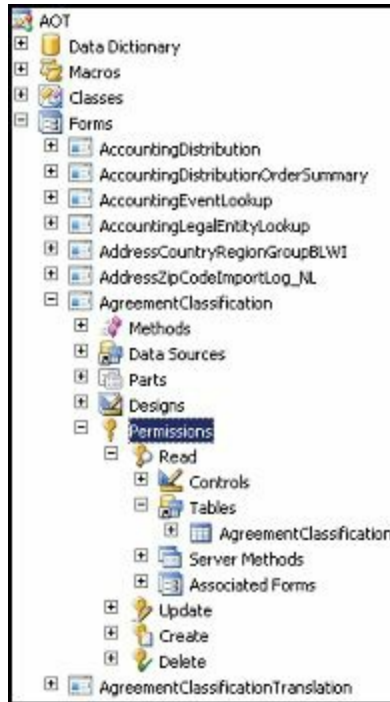 AOT
Data Dictionary
Macros
Classes
Forms
AccountingDistribution
AccountingDistributionOrderSummary
AccountingEventLookup
AccountingLegalEntityLookup
AddressCountryRegionGroupBLWI
AddressZipCodeImportLog_NL
AgreementClassification
Methods
Data Sources
Parts
Designs
Permissions
Read
Controls
Tables
AgreementClassification
Server Methods
Associated Forms
Update
Create
Delete
AgreementClassificationTranslation